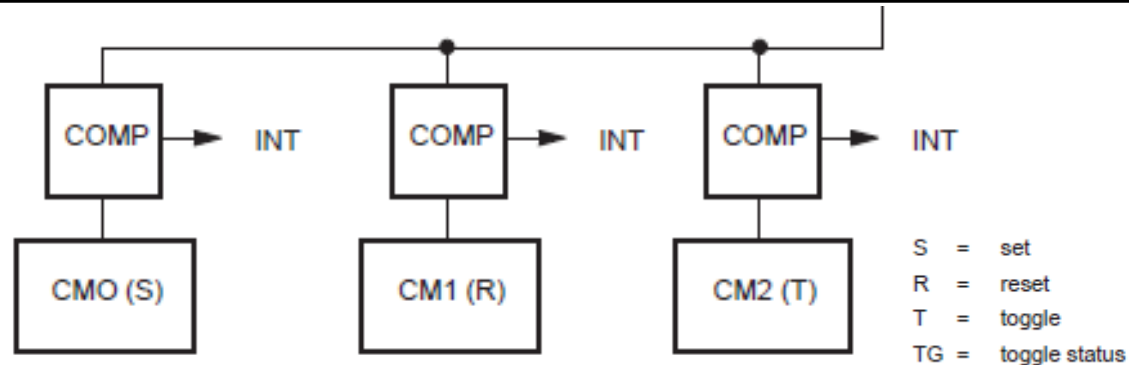 COMP INT COMP INT COMP INT
CMO (S) CM1 (R) CM2 (T)
S = set
R = reset
T = toggle
TG = toggle status